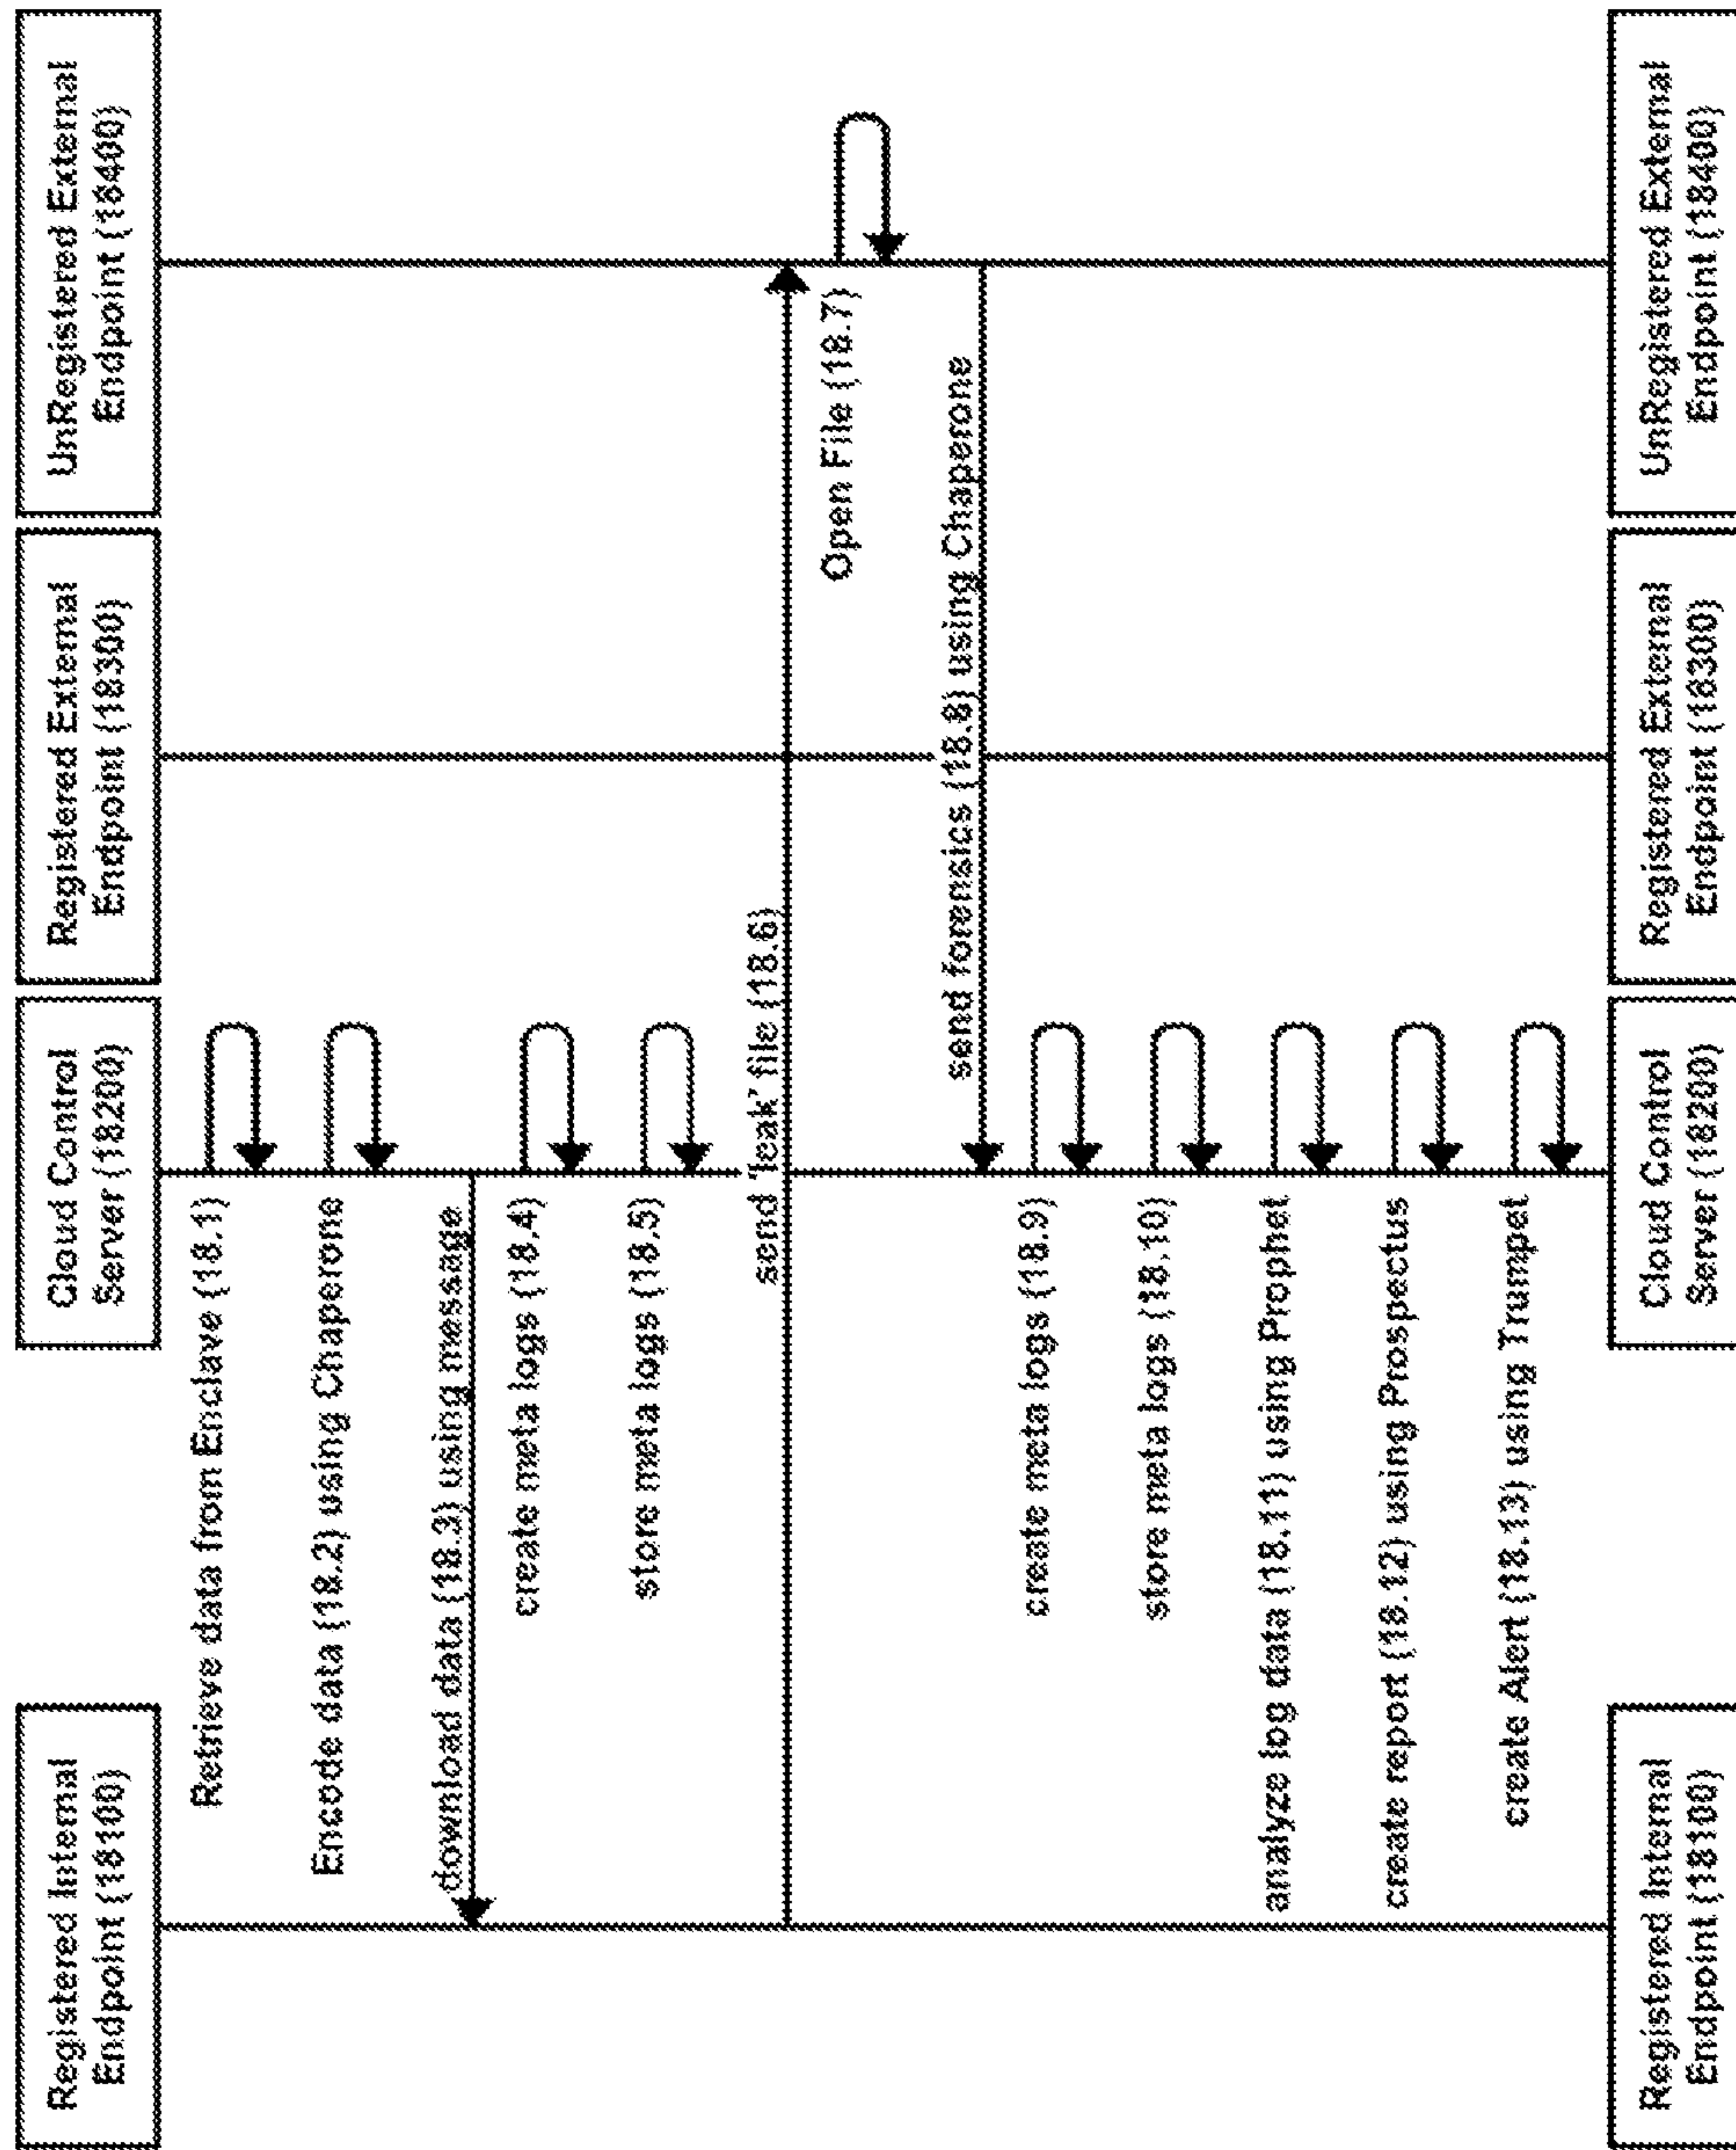 Registered Internal
Endpoint (18100)
Cloud Control
Server (18200)
Registered External
Endpoint (18300)
UnRegistered External
Endpoint (18400)
Retrieve data from Enclave (18.1)
Encode data (18.2) using Chaperone
download data (18.3) using message
create meta logs (18.4)
store meta logs (18.5)
send 'leak' file (18.6)
Open File (18.7)
send forensics (18.8) using Chaperone
create meta logs (18.9)
store meta logs (18.10)
analyze log data (18.11) using Prophet
create report (18.12) using Prospectus
create Alert (18.13) using Trumpet
Registered Internal
Endpoint (18100)
Cloud Control
Server (18200)
Registered External
Endpoint (18300)
UnRegistered External
Endpoint (18400)